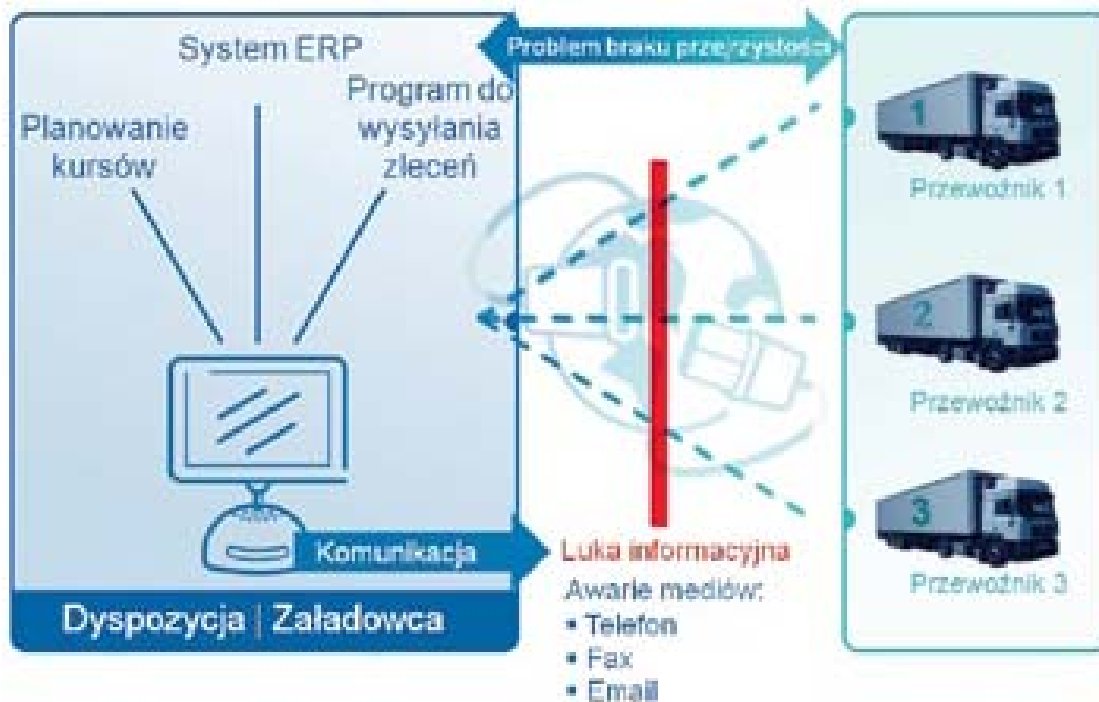 System ERP
Planowanie
kursów
Program do
wysyłania
zleceń
Komunikacja
Dyspozycja | Załadowca
Problem braku przejrzystości
Luka informacyjna
Awarie mediów:
▪ Telefon
▪ Fax
▪ Email
1
Przewoźnik 1
2
Przewoźnik 2
3
Przewoźnik 3